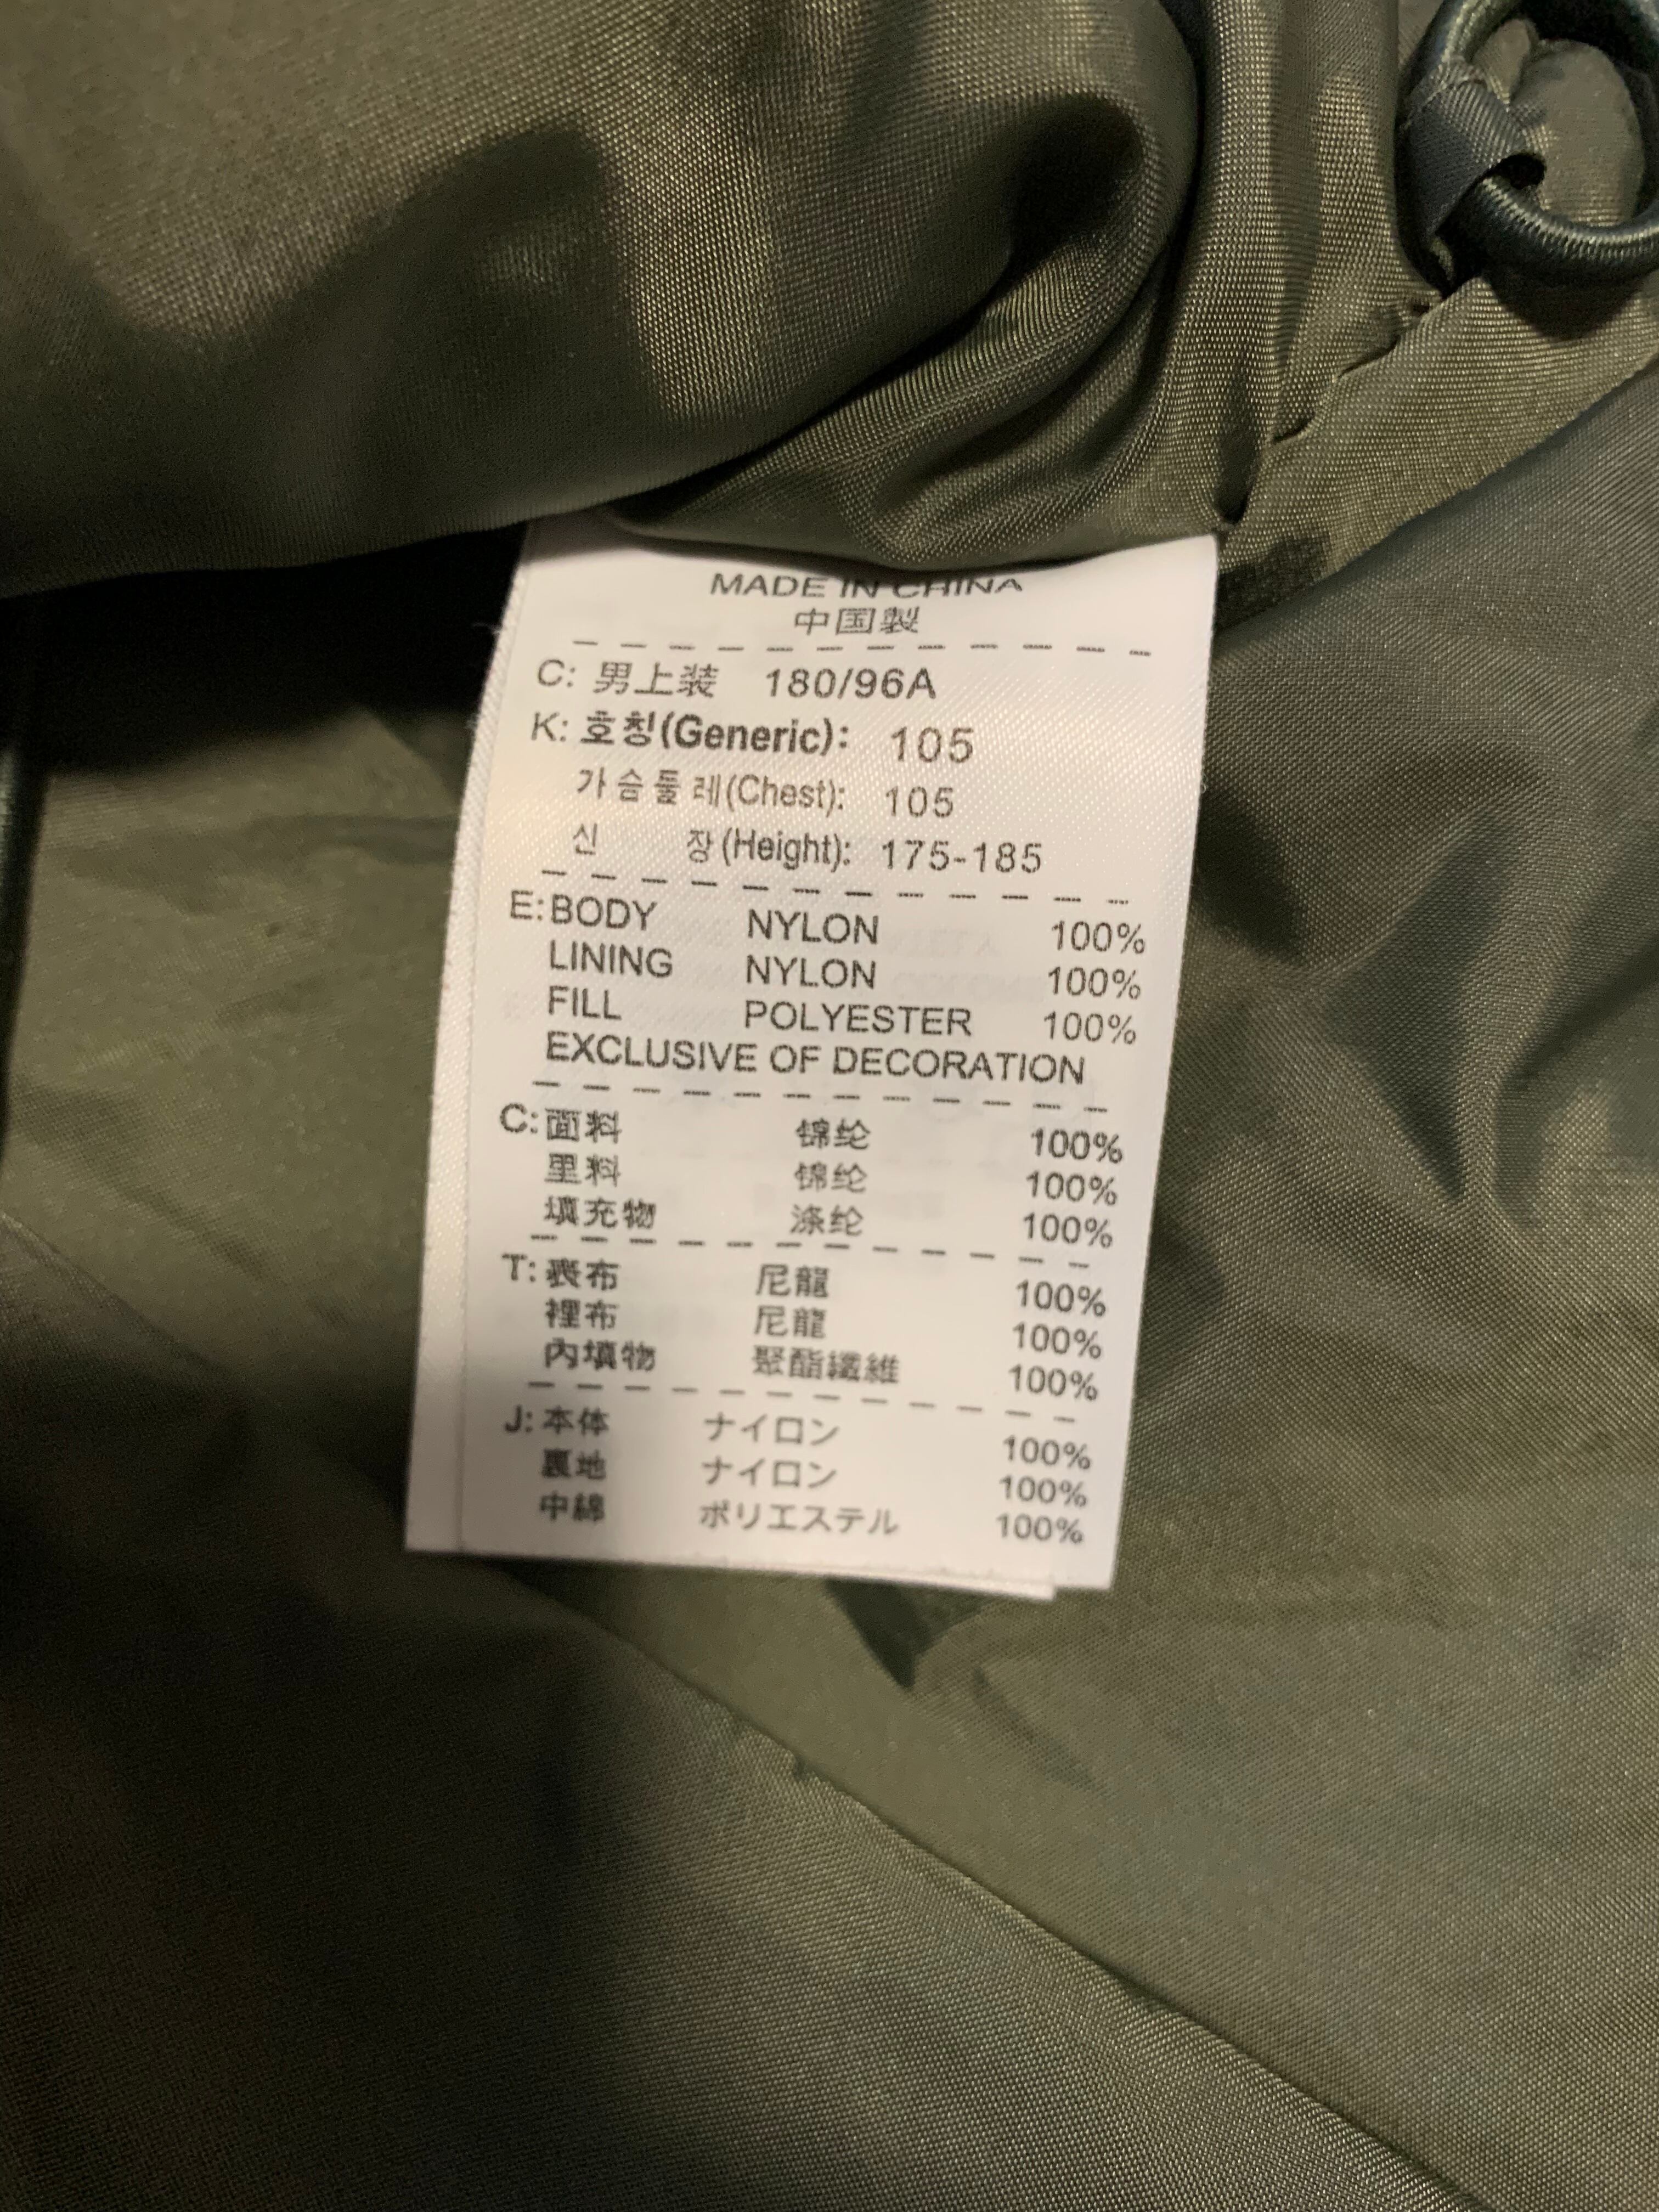 MADE IN CHINA
中国製
C: 男上装 180/96A
K: 호칭(Generic): 105
가슴둘레(Chest): 105
신 장(Height): 175-185
E:BODY NYLON 100%
LINING NYLON 100%
FILL POLYESTER 100%
EXCLUSIVE OF DECORATION
C:面料 锦纶 100%
里料 锦纶 100%
填充物 涤纶 100%
T:表布 尼龍 100%
裡布 尼龍 100%
內填物 聚酯纖維 100%
J:本体 ナイロン 100%
裏地 ナイロン 100%
中綿 ポリエステル 100%